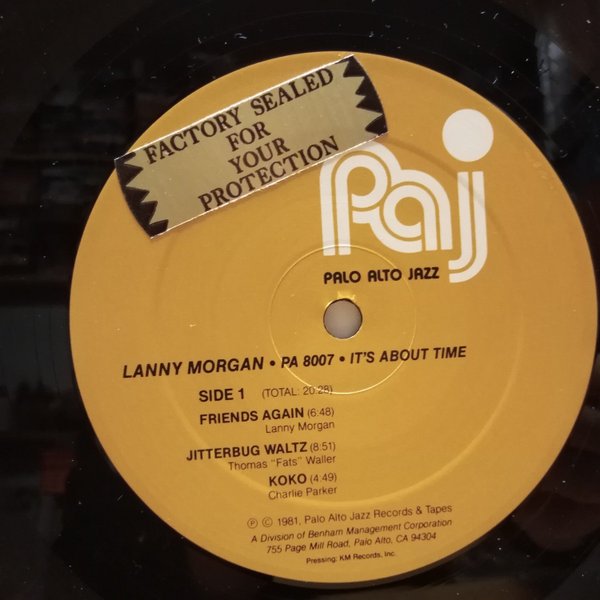 FACTORY SEALED
FOR
YOUR
PROTECTION
Paj
PALO ALTO JAZZ
LANNY MORGAN • PA 8007 • IT'S ABOUT TIME
SIDE 1 (TOTAL: 20:28)
FRIENDS AGAIN (6:48)
Lanny Morgan
JITTERBUG WALTZ (8:51)
Thomas "Fats" Waller
KOKO (4:49)
Charlie Parker
℗ © 1981, Palo Alto Jazz Records & Tapes
A Division of Benham Management Corporation
755 Page Mill Road, Palo Alto, CA 94304
Pressing: KM Records, Inc.